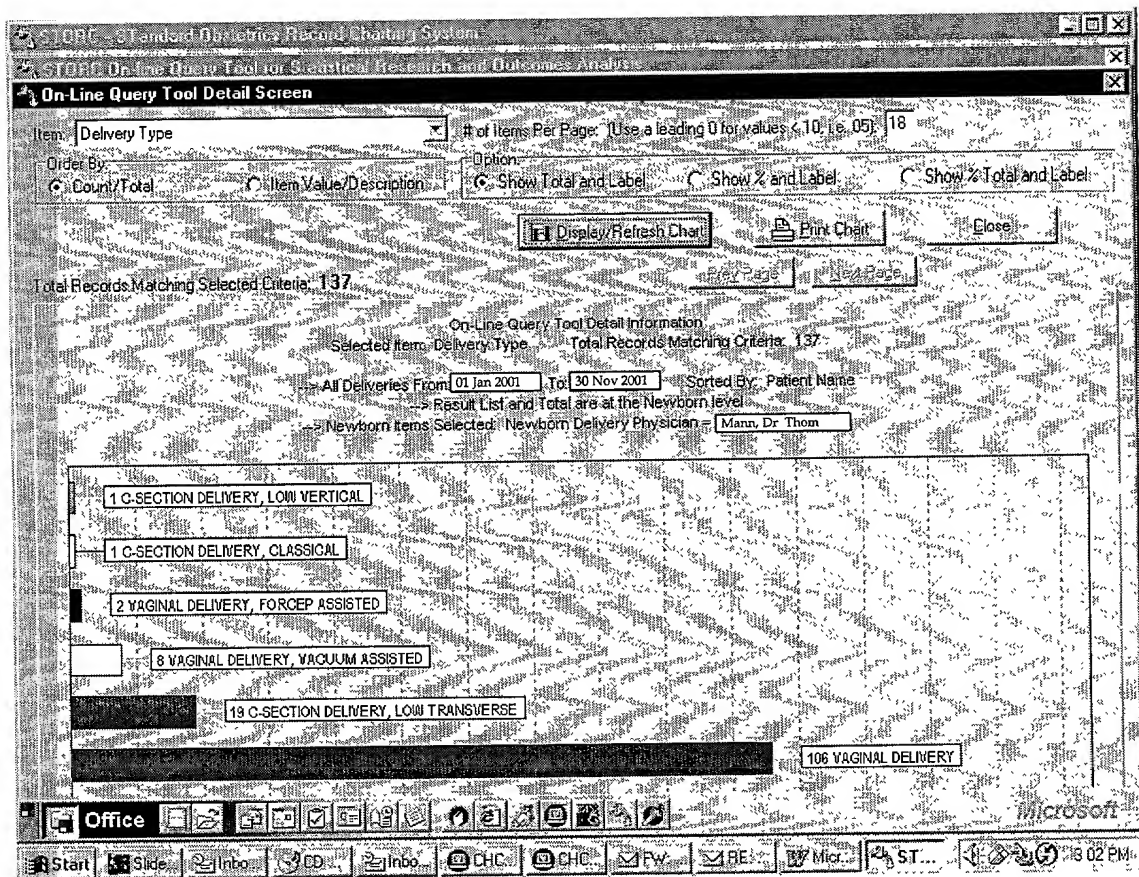 STORC - STandard Obstetrics Record Charting System
STORC On-line Query Tool for Statistical Research and Outcomes Analysis
On-Line Query Tool Detail Screen
Item: Delivery Type # of Items Per Page: (Use a leading 0 for values < 10, i.e. 05): 18
Order By: Option:
Count/Total Item Value/Description Show Total and Label Show % and Label Show % Total and Label
Display/Refresh Chart Print Chart Close
Prev Page Next Page
Total Records Matching Selected Criteria: 137
On-Line Query Tool Detail Information
Selected Item: Delivery Type Total Records Matching Criteria: 137
--> All Deliveries From: 01 Jan 2001 To: 30 Nov 2001 Sorted By: Patient Name
--> Result List and Total are at the Newborn level
--> Newborn Items Selected: Newborn Delivery Physician = Mann, Dr Thom
1 C-SECTION DELIVERY, LOW VERTICAL
1 C-SECTION DELIVERY, CLASSICAL
2 VAGINAL DELIVERY, FORCEP ASSISTED
8 VAGINAL DELIVERY, VACUUM ASSISTED
19 C-SECTION DELIVERY, LOW TRANSVERSE
106 VAGINAL DELIVERY
Office Microsoft
Start Slide... Inbo... CD... Inbo... CHC... CHC... FW:... RE:... Micr... ST... 3:02 PM